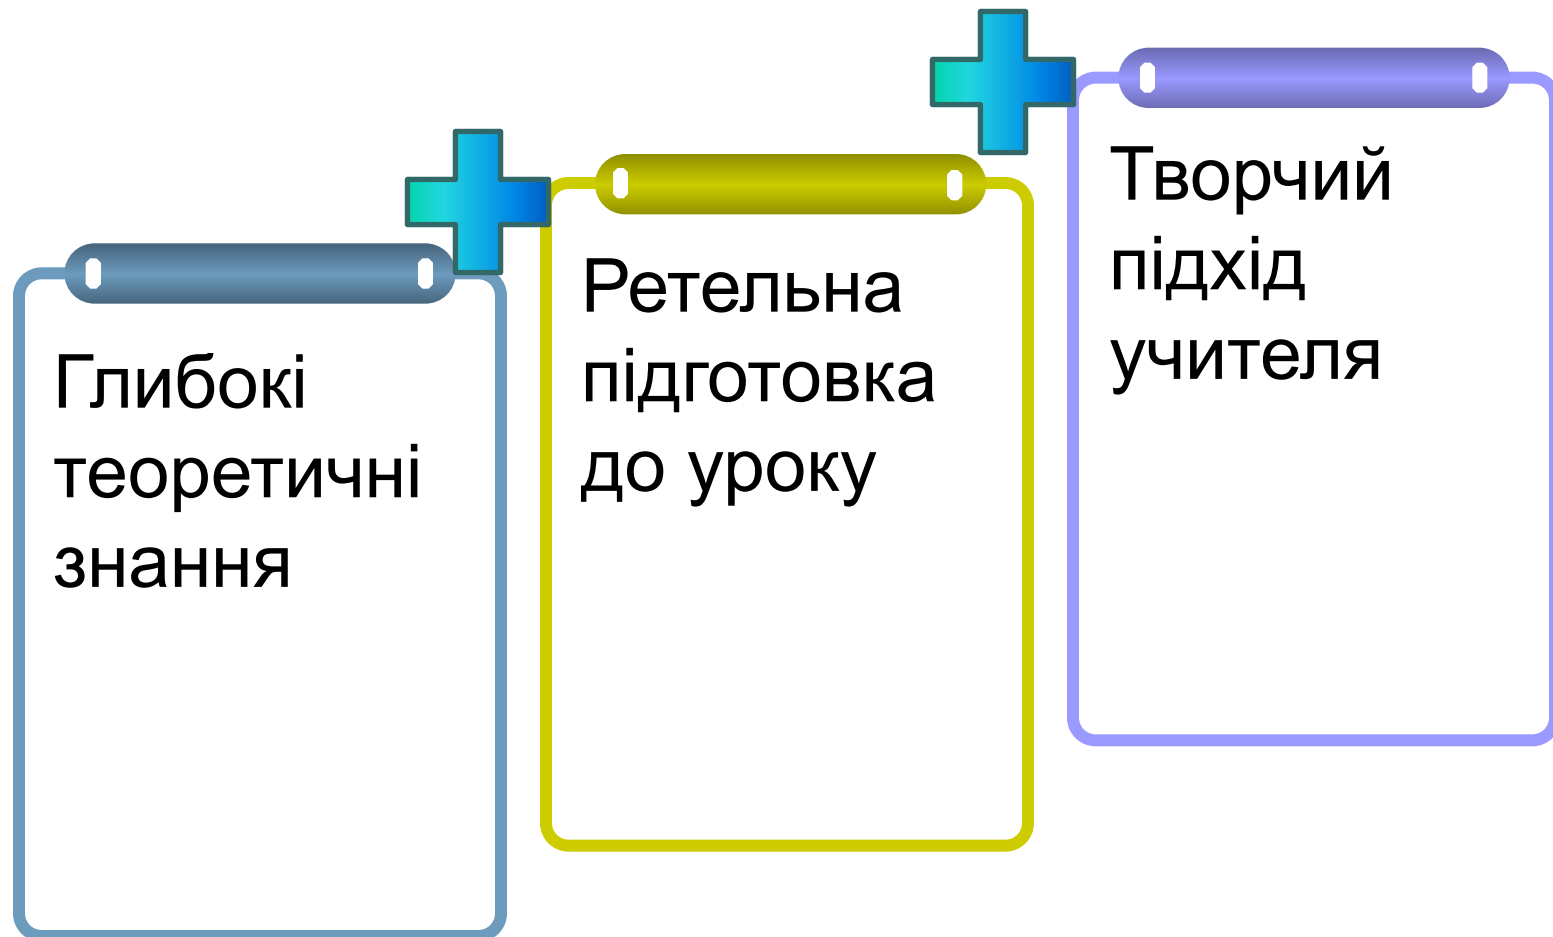 Глибокі
теоретичні
знання
Ретельна
підготовка
до уроку
Творчий
підхід
учителя